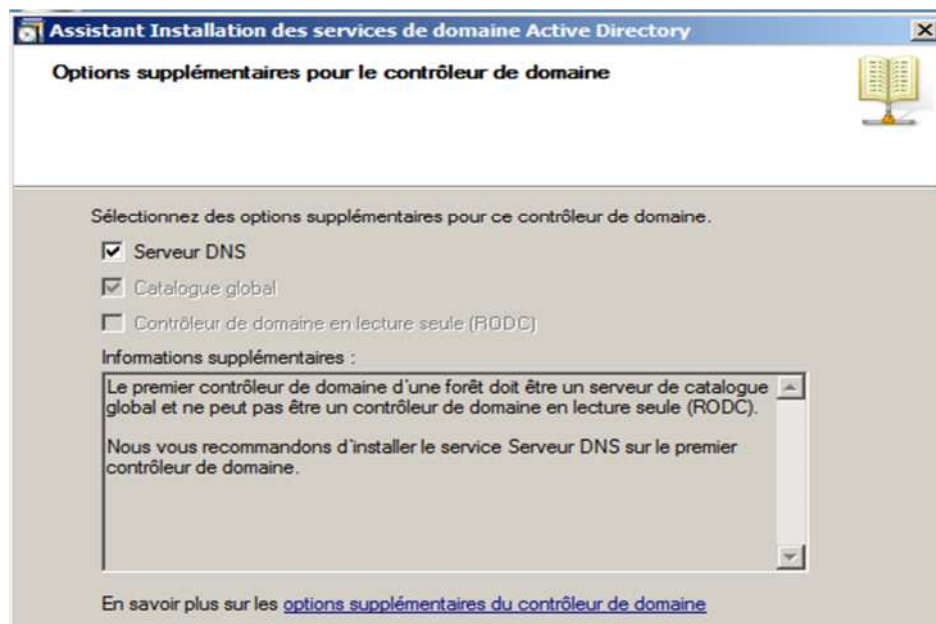 Assistant Installation des services de domaine Active Directory
Options supplémentaires pour le contrôleur de domaine
Sélectionnez des options supplémentaires pour ce contrôleur de domaine.
Serveur DNS
Catalogue global
Contrôleur de domaine en lecture seule (RODC)
Informations supplémentaires :
Le premier contrôleur de domaine d'une forêt doit être un serveur de catalogue
global et ne peut pas être un contrôleur de domaine en lecture seule (RODC).
Nous vous recommandons d'installer le service Serveur DNS sur le premier
contrôleur de domaine.
En savoir plus sur les options supplémentaires du contrôleur de domaine